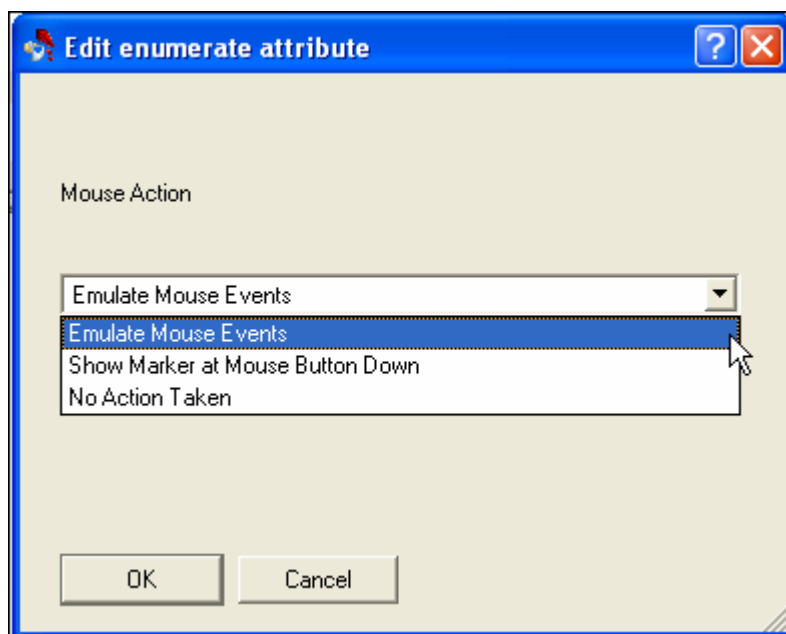 Edit enumerate attribute
?
Mouse Action
Emulate Mouse Events
Emulate Mouse Events
Show Marker at Mouse Button Down
No Action Taken
OK Cancel